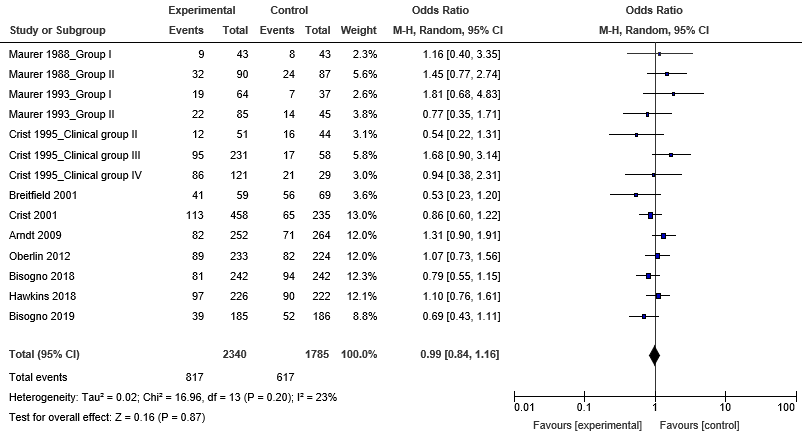 Experimental Control Odds Ratio Odds Ratio
Study or Subgroup Events Total Events Total Weight M-H, Random, 95% CI M-H, Random, 95% CI
Maurer 1988_Group I 9 43 8 43 2.3% 1.16 [0.40, 3.35]
Maurer 1988_Group II 32 90 24 87 5.6% 1.45 [0.77, 2.74]
Maurer 1993_Group I 19 64 7 37 2.7% 1.81 [0.68, 4.83]
Maurer 1993_Group II 22 85 14 45 3.8% 0.77 [0.35, 1.71]
Crist 1995_Clinical group II 12 51 16 44 3.1% 0.54 [0.22, 1.31]
Crist 1995_Clinical group III 95 231 17 58 5.8% 1.68 [0.90, 3.14]
Crist 1995_Clinical group IV 86 121 21 29 3.0% 0.94 [0.38, 2.31]
Breitfield 2001 41 59 56 69 3.6% 0.53 [0.23, 1.20]
Crist 2001 113 458 65 235 13.0% 0.86 [0.60, 1.22]
Arndt 2009 82 252 71 264 12.0% 1.31 [0.90, 1.91]
Oberlin 2012 89 233 82 224 12.0% 1.07 [0.73, 1.56]
Bisogno 2018 81 242 94 242 12.3% 0.79 [0.55, 1.15]
Hawkins 2018 97 226 90 222 12.1% 1.10 [0.76, 1.61]
Bisogno 2019 39 185 52 186 8.8% 0.69 [0.43, 1.11]
Total (95% CI) 2340 1785 100.0% 0.99 [0.84, 1.16]
Total events 817 617
Heterogeneity: Tau² = 0.02; Chi² = 16.96, df = 13 (P = 0.20); I² = 23%
Test for overall effect: Z = 0.16 (P = 0.87)
0.01 0.1 1 10 100
Favours [experimental] Favours [control]